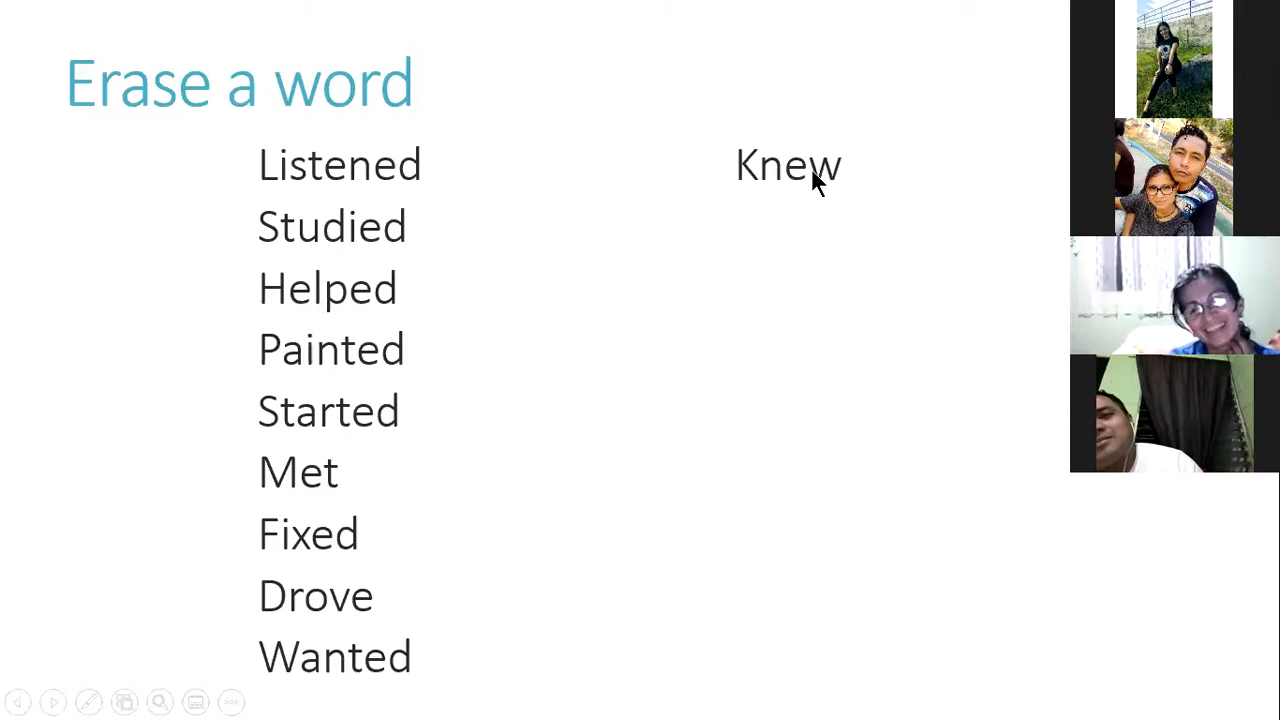 Erase a word
Listened
Studied
Helped
Painted
Started
Met
Fixed
Drove
Wanted
Knew